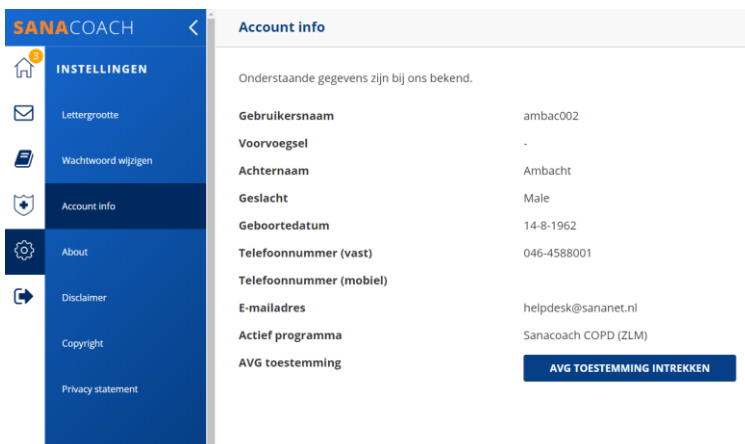 SANACOACH
3
INSTELLINGEN
Lettergrootte
Wachtwoord wijzigen
Account info
About
Disclaimer
Copyright
Privacy statement
Account info
Onderstaande gegevens zijn bij ons bekend.
Gebruikersnaam ambac002
Voorvoegsel -
Achternaam Ambacht
Geslacht Male
Geboortedatum 14-8-1962
Telefoonnummer (vast) 046-4588001
Telefoonnummer (mobiel)
E-mailadres helpdesk@sananet.nl
Actief programma Sanacoach COPD (ZLM)
AVG toestemming AVG TOESTEMMING INTREKKEN